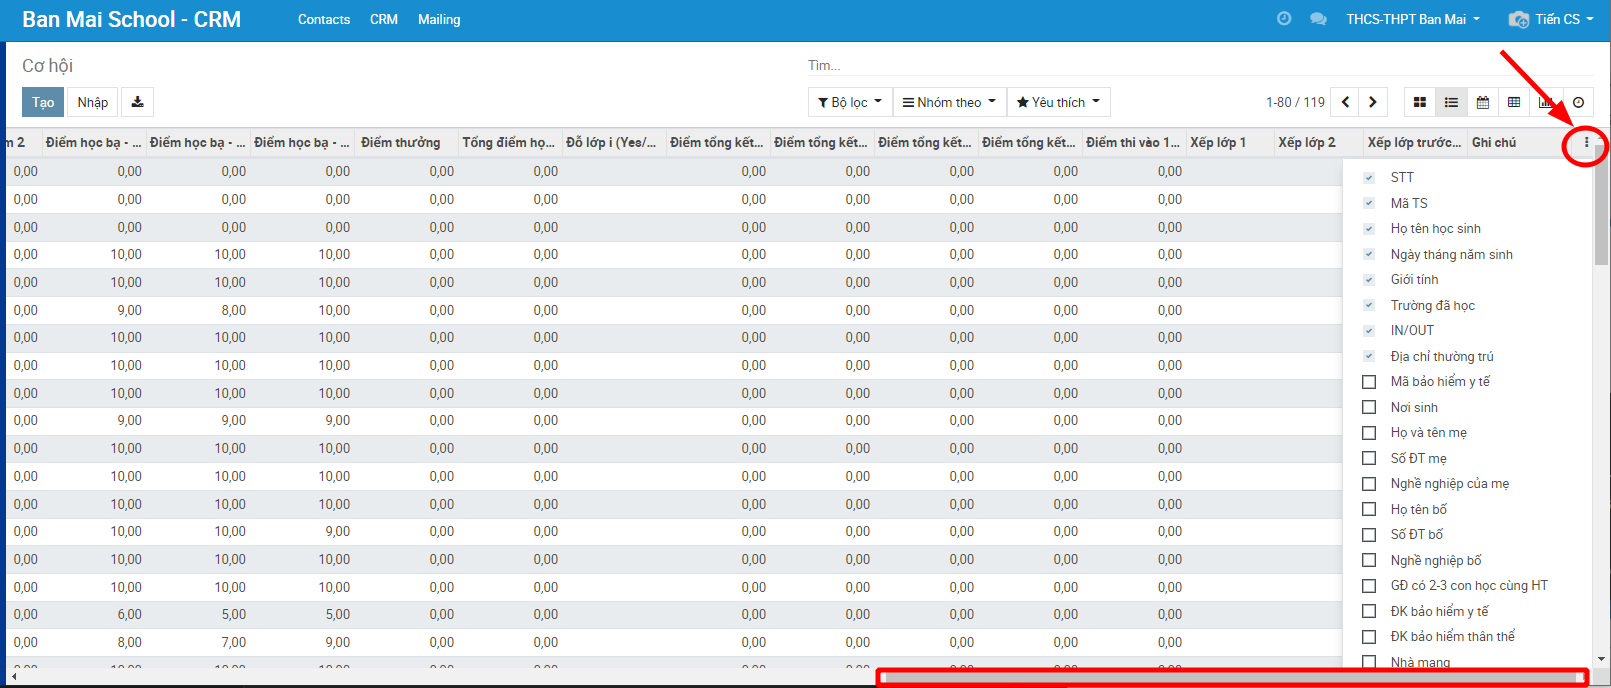 Ban Mai School - CRM Contacts CRM Mailing THCS-THPT Ban Mai Tiến CS
Cơ hội Tìm...
Tạo Nhập Bộ lọc Nhóm theo Yêu thích 1-80 / 119
m 2 Điểm học bạ - ... Điểm học bạ - ... Điểm học bạ - ... Điểm thưởng Tổng điểm họ... Đỗ lớp i (Yes/... Điểm tổng kết... Điểm tổng kết... Điểm tổng kết... Điểm tổng kết... Điểm thi vào 1... Xếp lớp 1 Xếp lớp 2 Xếp lớp trước... Ghi chú
0,00 0,00 0,00 0,00 0,00 0,00 0,00 0,00 0,00 0,00 0,00 STT
0,00 0,00 0,00 0,00 0,00 0,00 0,00 0,00 0,00 0,00 0,00 Mã TS
0,00 0,00 0,00 0,00 0,00 0,00 0,00 0,00 0,00 0,00 0,00 Họ tên học sinh
0,00 10,00 10,00 10,00 0,00 0,00 0,00 0,00 0,00 0,00 0,00 Ngày tháng năm sinh
0,00 10,00 10,00 10,00 0,00 0,00 0,00 0,00 0,00 0,00 0,00 Giới tính
0,00 9,00 8,00 10,00 0,00 0,00 0,00 0,00 0,00 0,00 0,00 Trường đã học
0,00 10,00 10,00 10,00 0,00 0,00 0,00 0,00 0,00 0,00 0,00 IN/OUT
0,00 10,00 10,00 10,00 0,00 0,00 0,00 0,00 0,00 0,00 0,00 Địa chỉ thường trú
0,00 10,00 10,00 10,00 0,00 0,00 0,00 0,00 0,00 0,00 0,00 Mã bảo hiểm y tế
0,00 9,00 9,00 9,00 0,00 0,00 0,00 0,00 0,00 0,00 0,00 Nơi sinh
0,00 10,00 10,00 10,00 0,00 0,00 0,00 0,00 0,00 0,00 0,00 Họ và tên mẹ
0,00 10,00 10,00 10,00 0,00 0,00 0,00 0,00 0,00 0,00 0,00 Số ĐT mẹ
0,00 10,00 10,00 10,00 0,00 0,00 0,00 0,00 0,00 0,00 0,00 Nghề nghiệp của mẹ
0,00 10,00 10,00 9,00 0,00 0,00 0,00 0,00 0,00 0,00 0,00 Họ tên bố
0,00 10,00 10,00 10,00 0,00 0,00 0,00 0,00 0,00 0,00 0,00 Số ĐT bố
0,00 10,00 10,00 10,00 0,00 0,00 0,00 0,00 0,00 0,00 0,00 Nghề nghiệp bố
0,00 6,00 5,00 5,00 0,00 0,00 0,00 0,00 0,00 0,00 0,00 GĐ có 2-3 con học cùng HT
0,00 8,00 7,00 9,00 0,00 0,00 0,00 0,00 0,00 0,00 0,00 ĐK bảo hiểm y tế
ĐK bảo hiểm thân thể
Nhà mạng